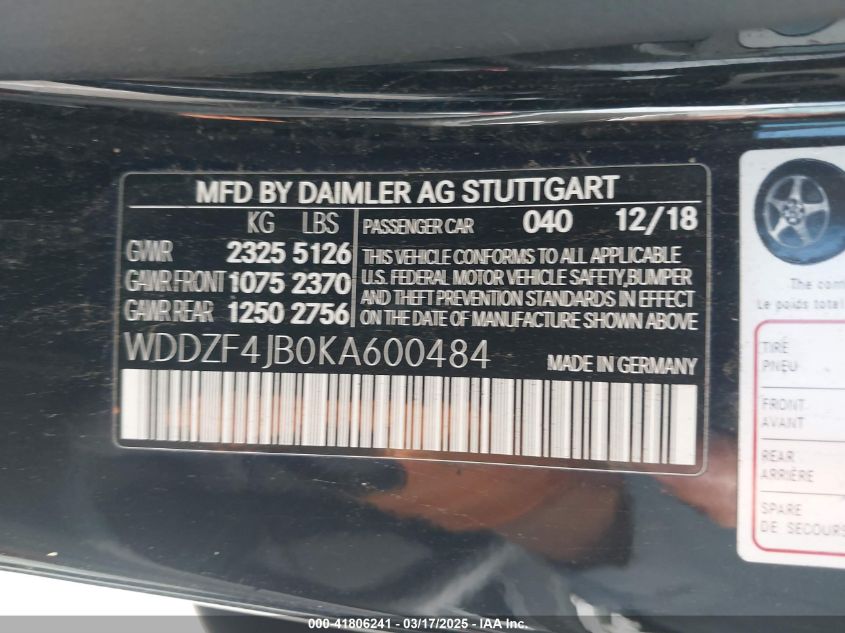 MFD BY DAIMLER AG STUTTGART
KG LBS
GVWR 2325 5126
GAWR FRONT 1075 2370
GAWR REAR 1250 2756
PASSENGER CAR 040 12/18
THIS VEHICLE CONFORMS TO ALL APPLICABLE
U.S. FEDERAL MOTOR VEHICLE SAFETY,BUMPER
AND THEFT PREVENTION STANDARDS IN EFFECT
ON THE DATE OF MANUFACTURE SHOWN ABOVE
WDDZF4JB0KA600484 MADE IN GERMANY
The
Le poids total
TIRE
PNEU
FRONT
AVANT
REAR
ARRIÈRE
SPARE
DE SECOURS
000-41806241 - 03/17/2025 - IAAI Inc.